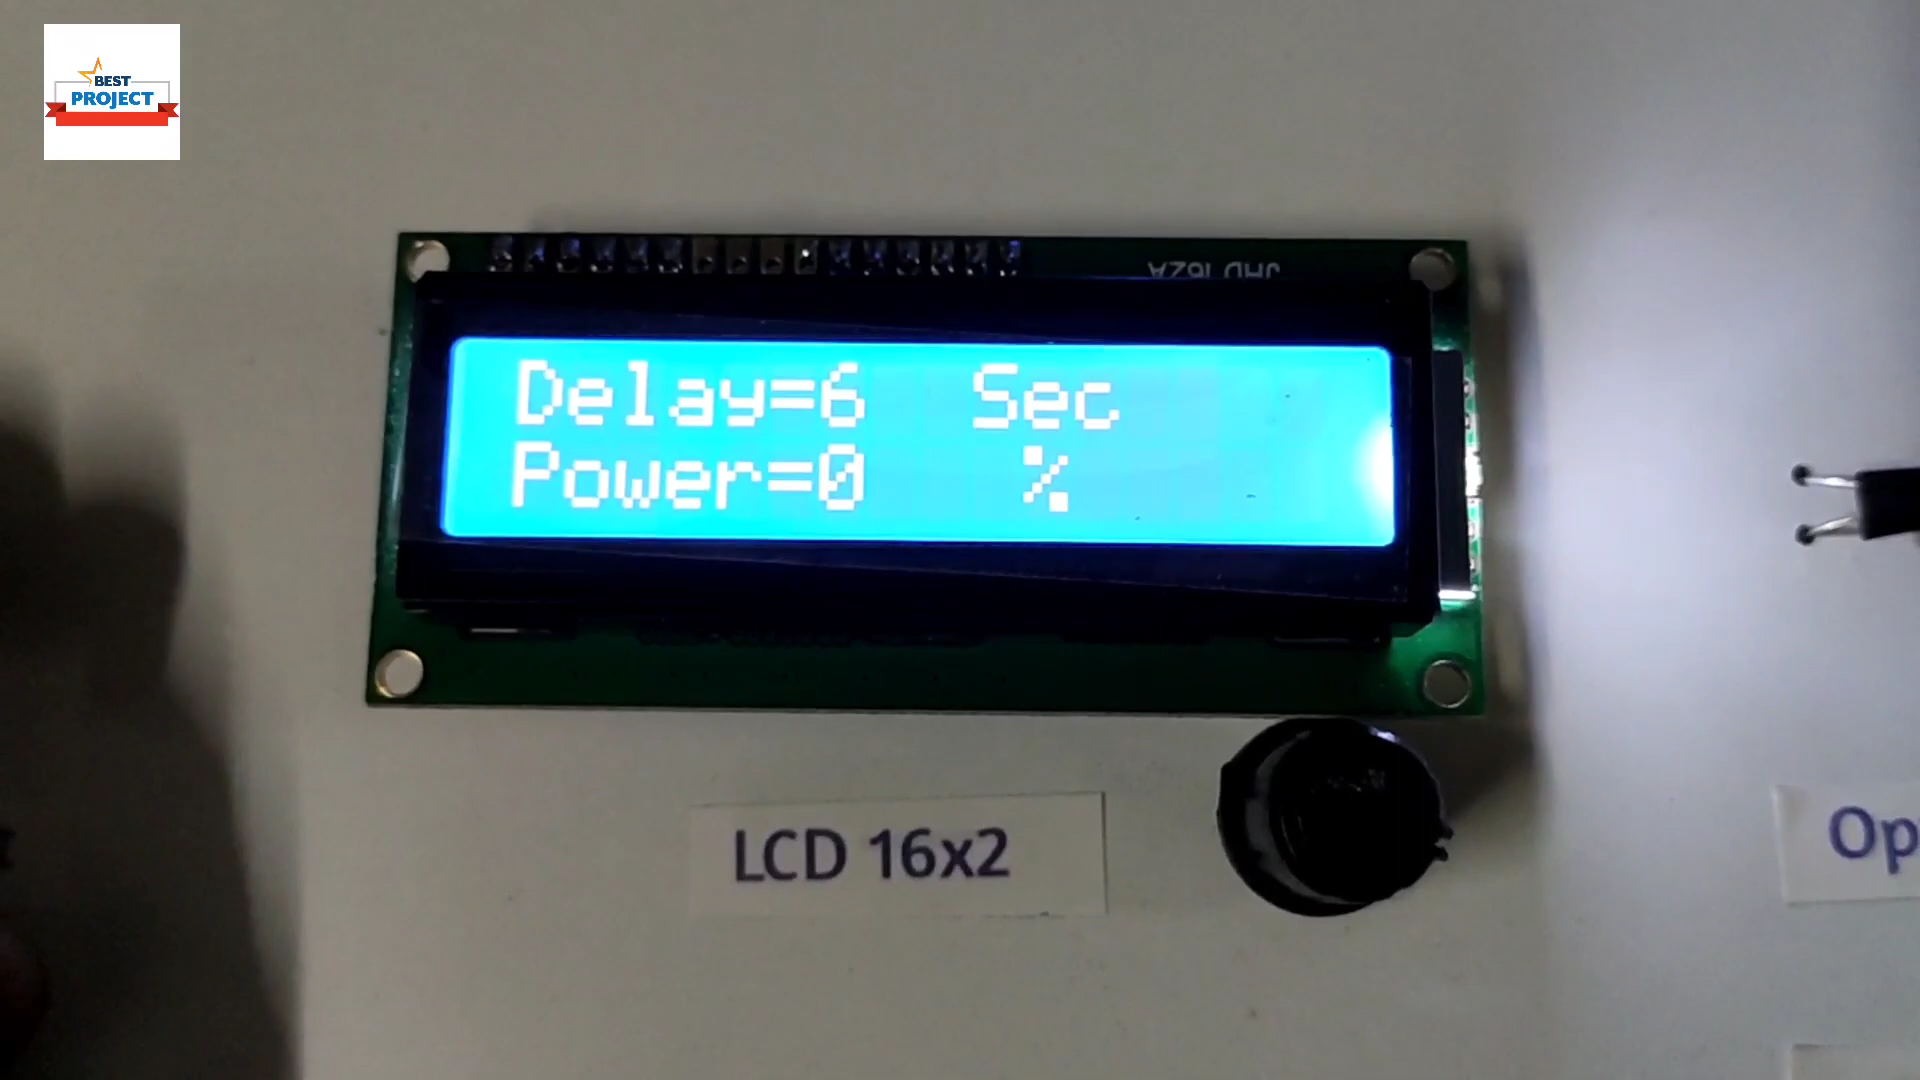 BEST
PROJECT
JHD 162A
Delay=6 Sec
Power=0 %
LCD 16x2
Op